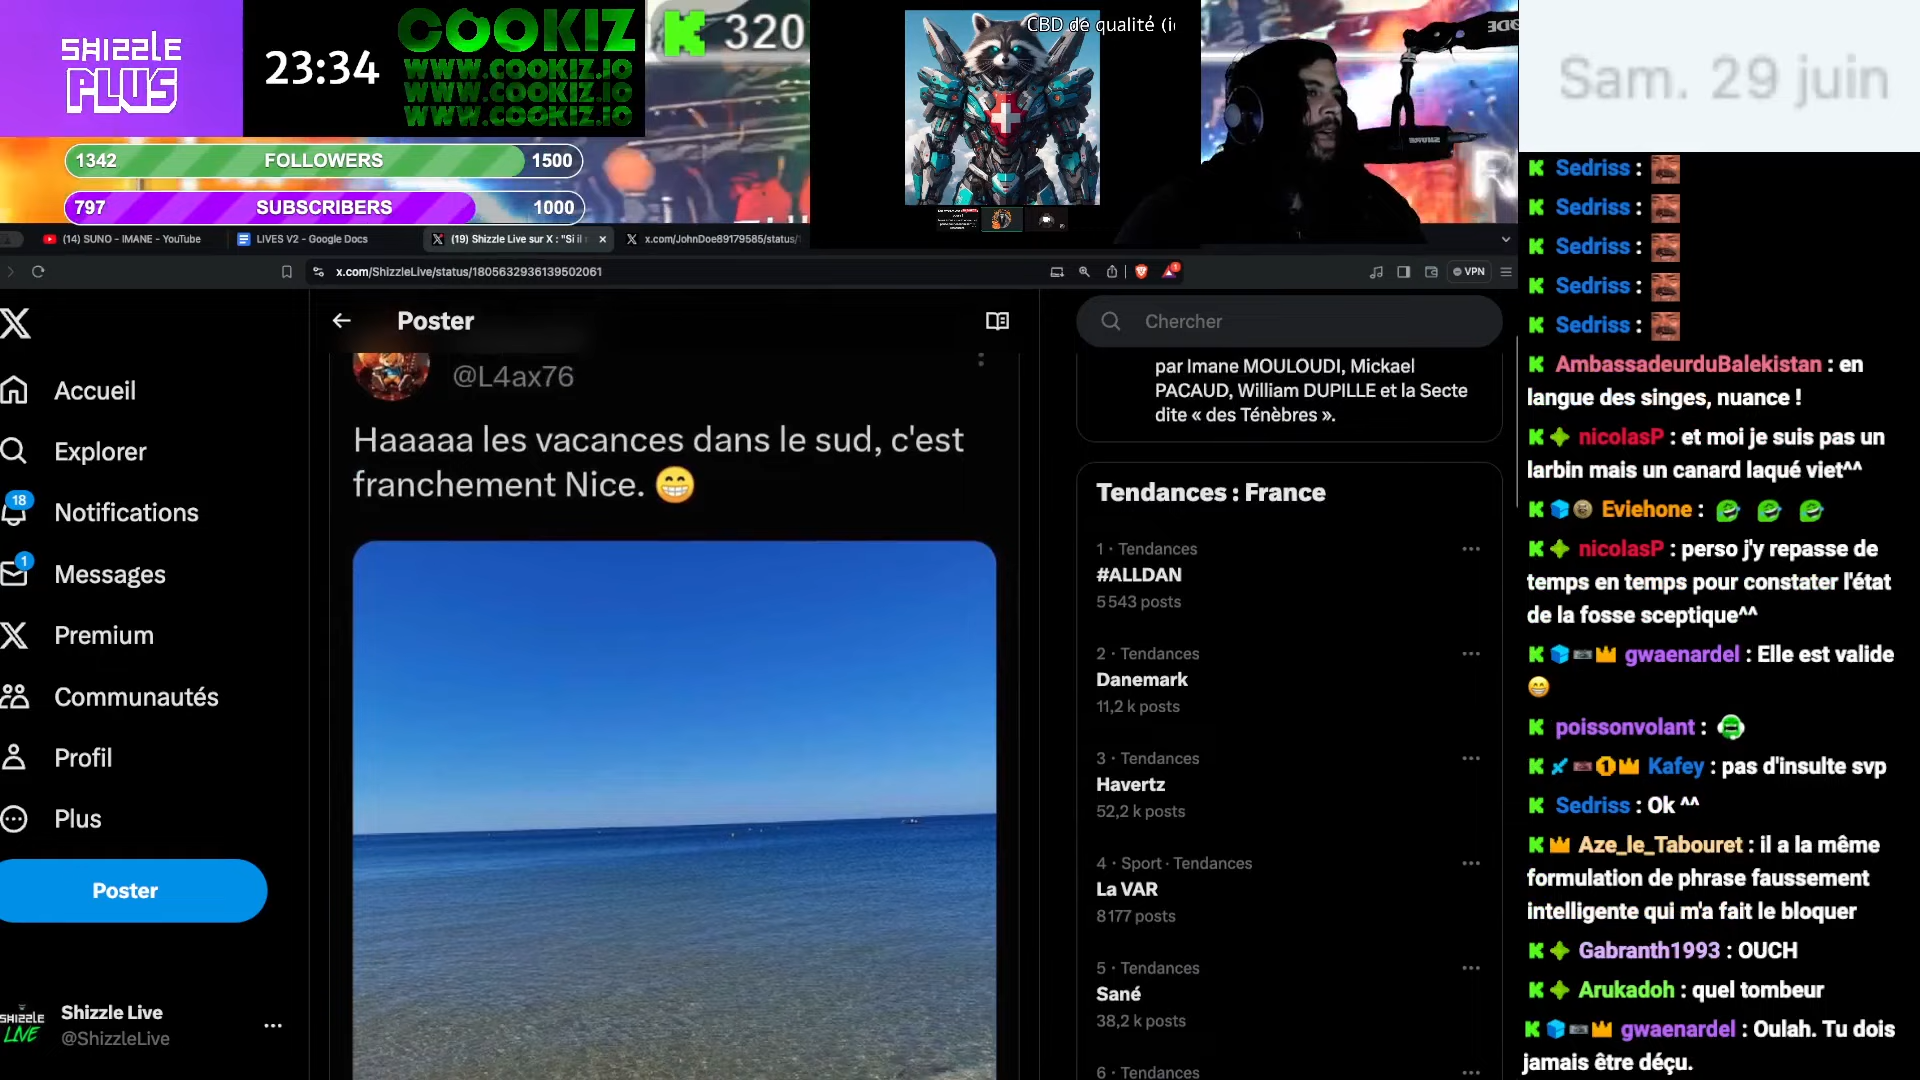 SHIZZLE
PLUS
23:34
COOKIZ
WWW.COOKIZ.IO
WWW.COOKIZ.IO
WWW.COOKIZ.IO
320
CBD de qualité
Sam. 29 juin
1342 FOLLOWERS 1500
797 SUBSCRIBERS 1000
(14) SUNO - IMANE - YouTube
LIVES V2 - Google Docs
(19) Shizzle Live sur X : "Si il
x.com/JohnDoe89179585/status/
x.com/ShizzleLive/status/1805632936139502061
VPN
Accueil
Explorer
18
Notifications
1
Messages
Premium
Communautés
Profil
Plus
Poster
SHIZZLE
LIVE
Shizzle Live
@ShizzleLive
Poster
@L4ax76
Haaaaa les vacances dans le sud, c'est
franchement Nice. 😁
Chercher
par Imane MOULOUDI, Mickael
PACAUD, William DUPILLE et la Secte
dite « des Ténèbres ».
Tendances : France
1 · Tendances
#ALLDAN
5 543 posts
2 · Tendances
Danemark
11,2 k posts
3 · Tendances
Havertz
52,2 k posts
4 · Sport · Tendances
La VAR
8 177 posts
5 · Tendances
Sané
38,2 k posts
6 · Tendances
Sedriss :
Sedriss :
Sedriss :
Sedriss :
Sedriss :
AmbassadeurduBalekistan : en
langue des singes, nuance !
nicolasP : et moi je suis pas un
larbin mais un canard laqué viet^^
Eviehone :
nicolasP : perso j'y repasse de
temps en temps pour constater l'état
de la fosse sceptique^^
gwaenardel : Elle est valide
😁
poissonvolant :
Kafey : pas d'insulte svp
Sedriss : Ok ^^
Aze_le_Tabouret : il a la même
formulation de phrase faussement
intelligente qui m'a fait le bloquer
Gabranth1993 : OUCH
Arukadoh : quel tombeur
gwaenardel : Oulah. Tu dois
jamais être déçu.